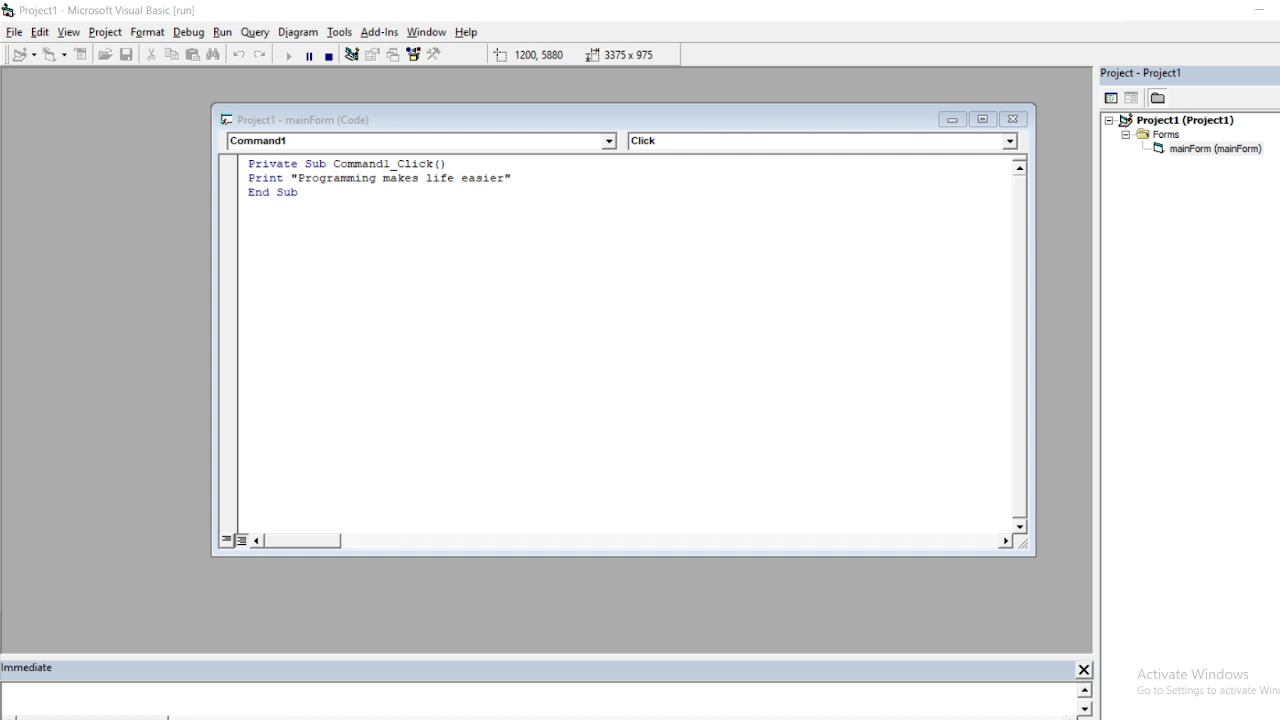 Project1 - Microsoft Visual Basic [run]
File Edit View Project Format Debug Run Query Diagram Tools Add-Ins Window Help
1200, 5880 3375 x 975
Project - Project1
Project1 - mainForm (Code)
Command1 Click
Private Sub Command1_Click()
Print "Programming makes life easier"
End Sub
Project1 (Project1)
Forms
mainForm (mainForm)
Immediate
Activate Windows
Go to Settings to activate Win